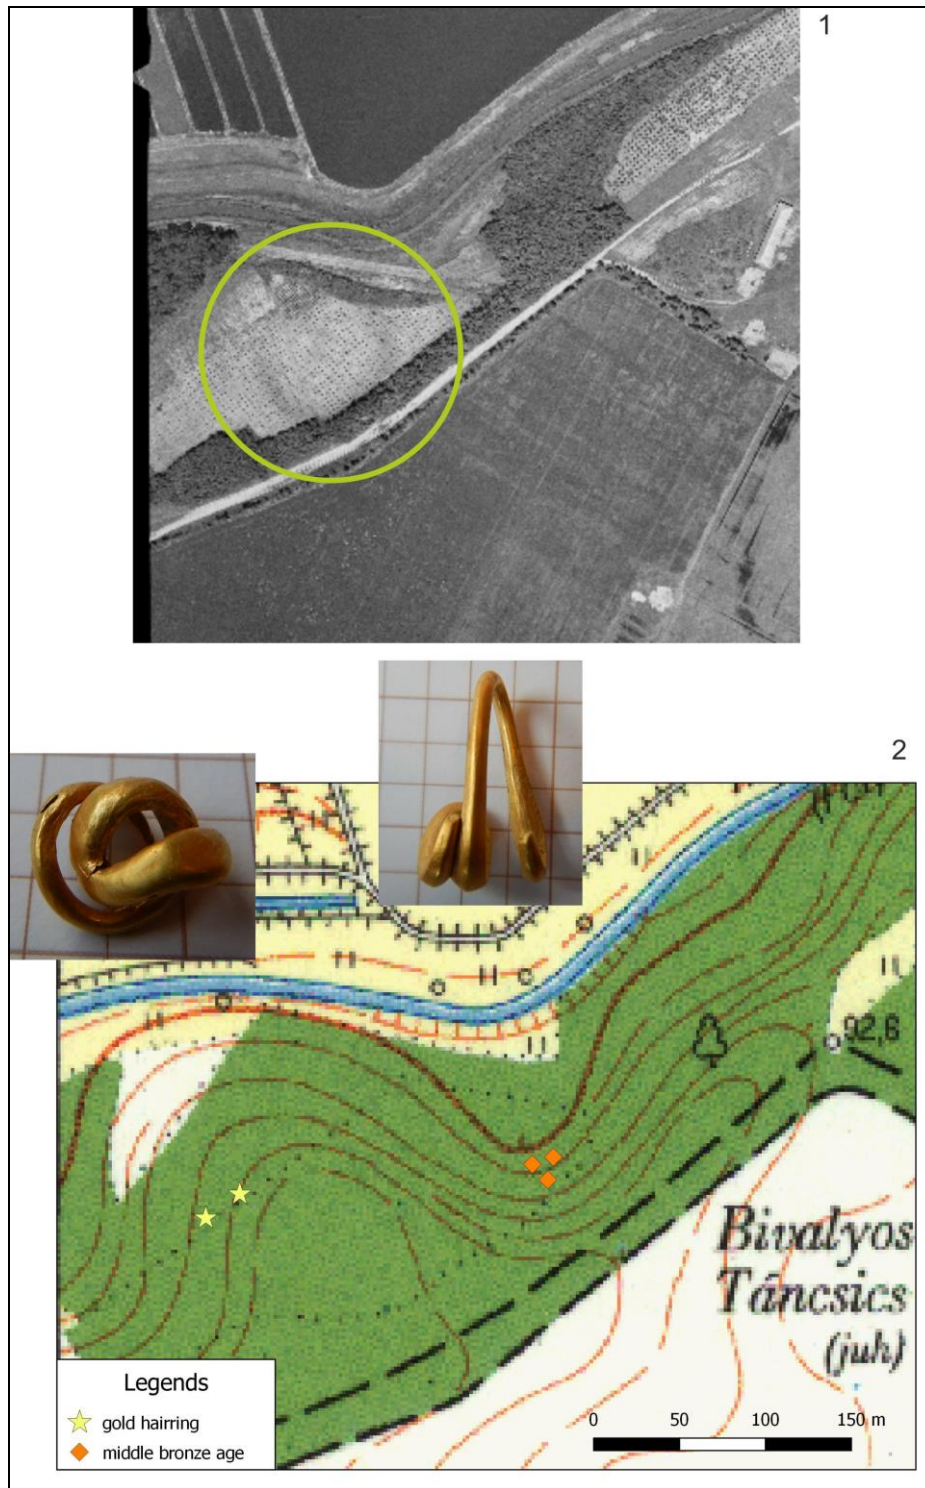 1
2
92,6
Bivalyos
Táncsics
(juh)
Legends
gold hairring
middle bronze age
0 50 100 150 m